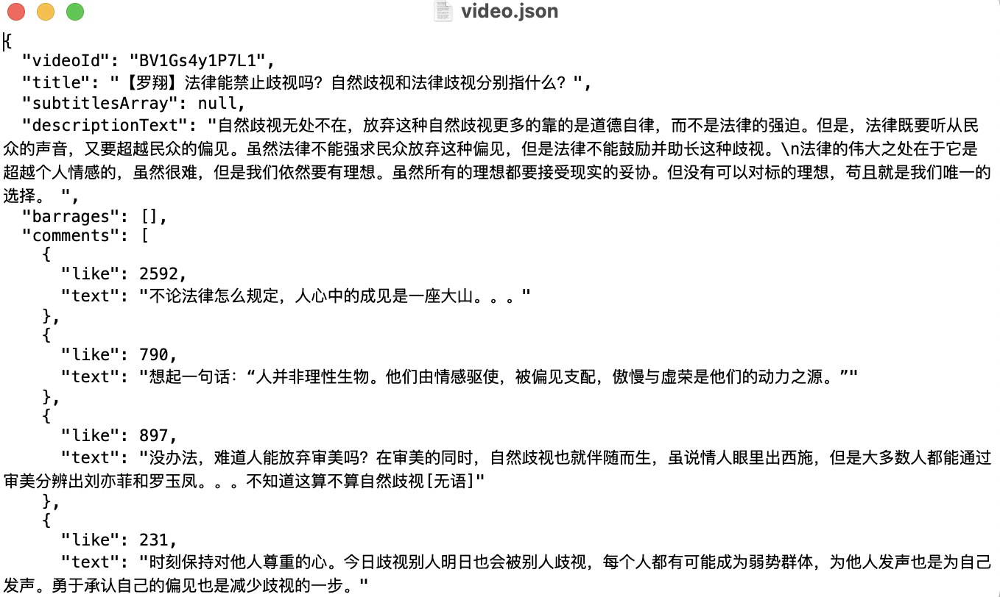 video.json
{
  "videoId": "BV1Gs4y1P7L1",
  "title": "【罗翔】法律能禁止歧视吗？自然歧视和法律歧视分别指什么？",
  "subtitlesArray": null,
  "descriptionText": "自然歧视无处不在，放弃这种自然歧视更多的靠的是道德自律，而不是法律的强迫。但是，法律既要听从民
众的声音，又要超越民众的偏见。虽然法律不能强求民众放弃这种偏见，但是法律不能鼓励并助长这种歧视。\n法律的伟大之处在于它是
超越个人情感的，虽然很难，但是我们依然要有理想。虽然所有的理想都要接受现实的妥协。但没有可以对标的理想，苟且就是我们唯一的
选择。 ",
  "barrages": [],
  "comments": [
    {
      "like": 2592,
      "text": "不论法律怎么规定，人心中的成见是一座大山。。。"
    },
    {
      "like": 790,
      "text": "想起一句话：“人并非理性生物。他们由情感驱使，被偏见支配，傲慢与虚荣是他们的动力之源。”"
    },
    {
      "like": 897,
      "text": "没办法，难道人能放弃审美吗？在审美的同时，自然歧视也就伴随而生，虽说情人眼里出西施，但是大多数人都能通过
审美分辨出刘亦菲和罗玉凤。。。不知道这算不算自然歧视[无语]"
    },
    {
      "like": 231,
      "text": "时刻保持对他人尊重的心。今日歧视别人明日也会被别人歧视，每个人都有可能成为弱势群体，为他人发声也是为自己
发声。勇于承认自己的偏见也是减少歧视的一步。"